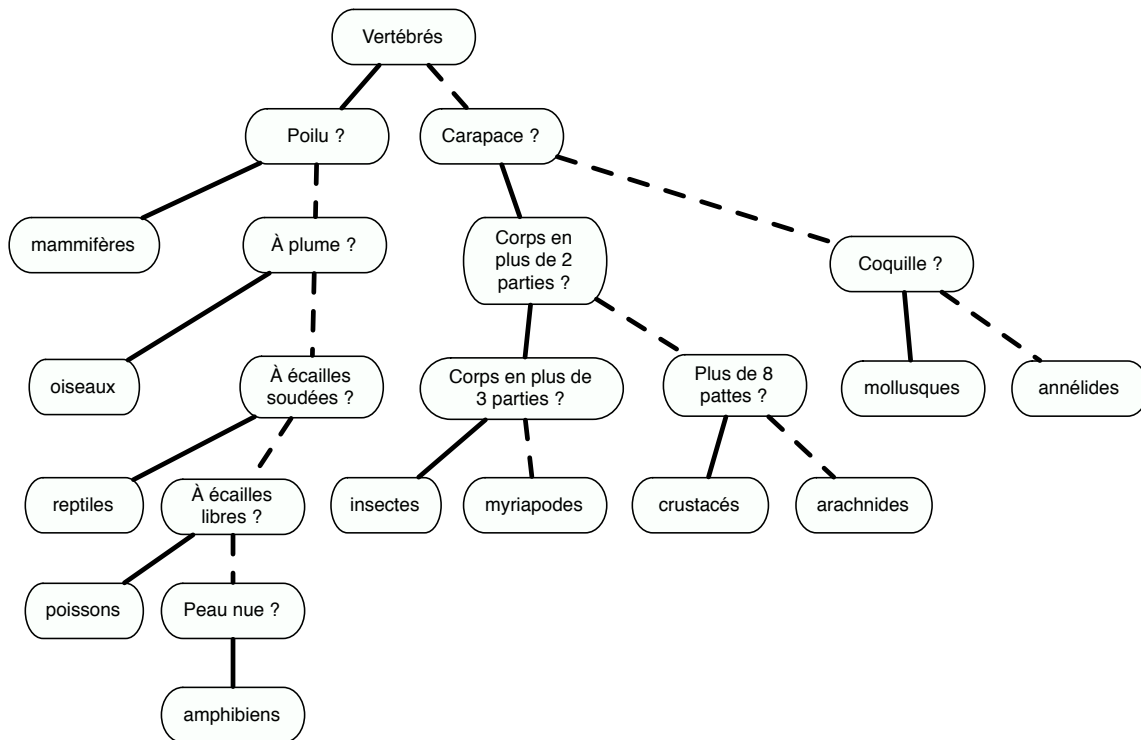 Vertébrés
Poilu ?
Carapace ?
mammifères
À plume ?
Corps en
plus de 2
parties ?
Coquille ?
oiseaux
À écailles
soudées ?
Corps en plus de
3 parties ?
Plus de 8
pattes ?
mollusques
annélides
reptiles
À écailles
libres ?
insectes
myriapodes
crustacés
arachnides
poissons
Peau nue ?
amphibiens